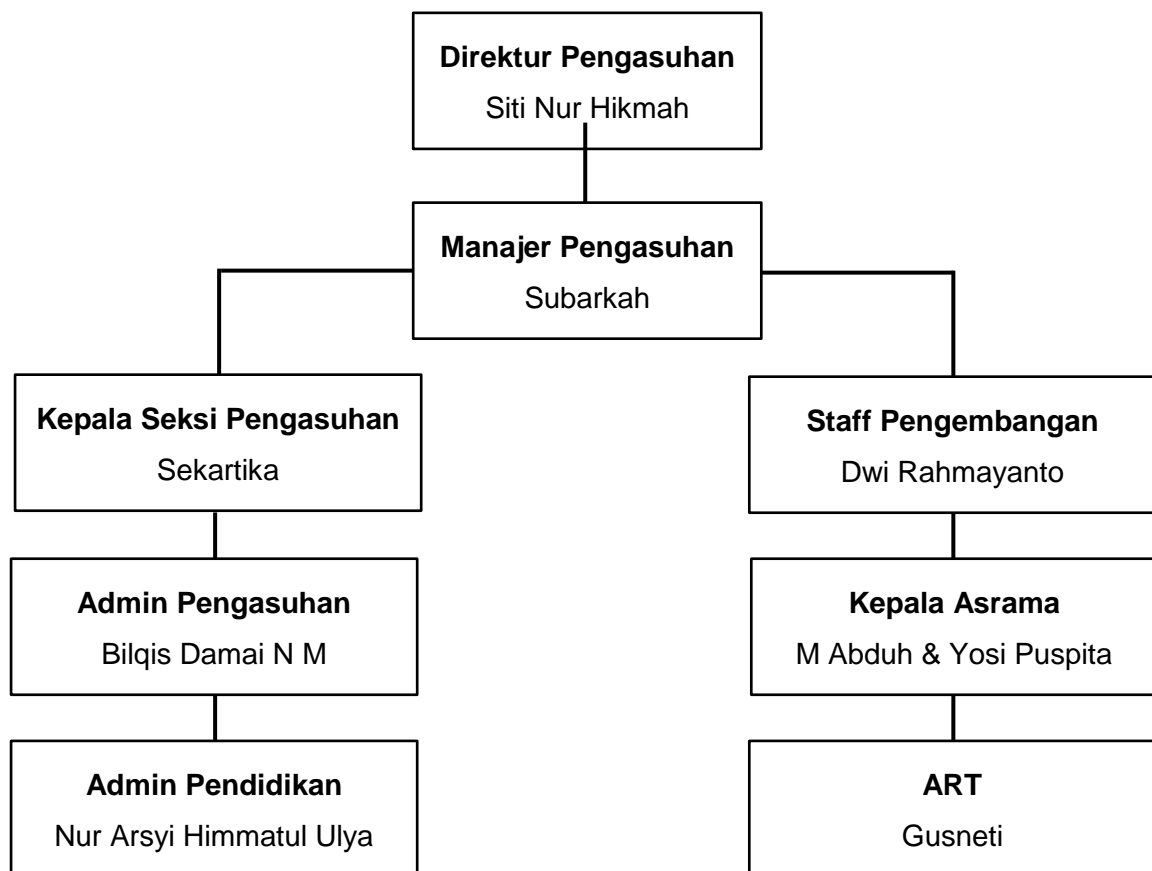 Direktur Pengasuhan
Siti Nur Hikmah
Manajer Pengasuhan
Subarkah
Kepala Seksi Pengasuhan
Sekartika
Staff Pengembangan
Dwi Rahmayanto
Admin Pengasuhan
Bilqis Damai N M
Kepala Asrama
M Abduh & Yosi Puspita
Admin Pendidikan
Nur Arsyi Himmatul Ulya
ART
Gusneti